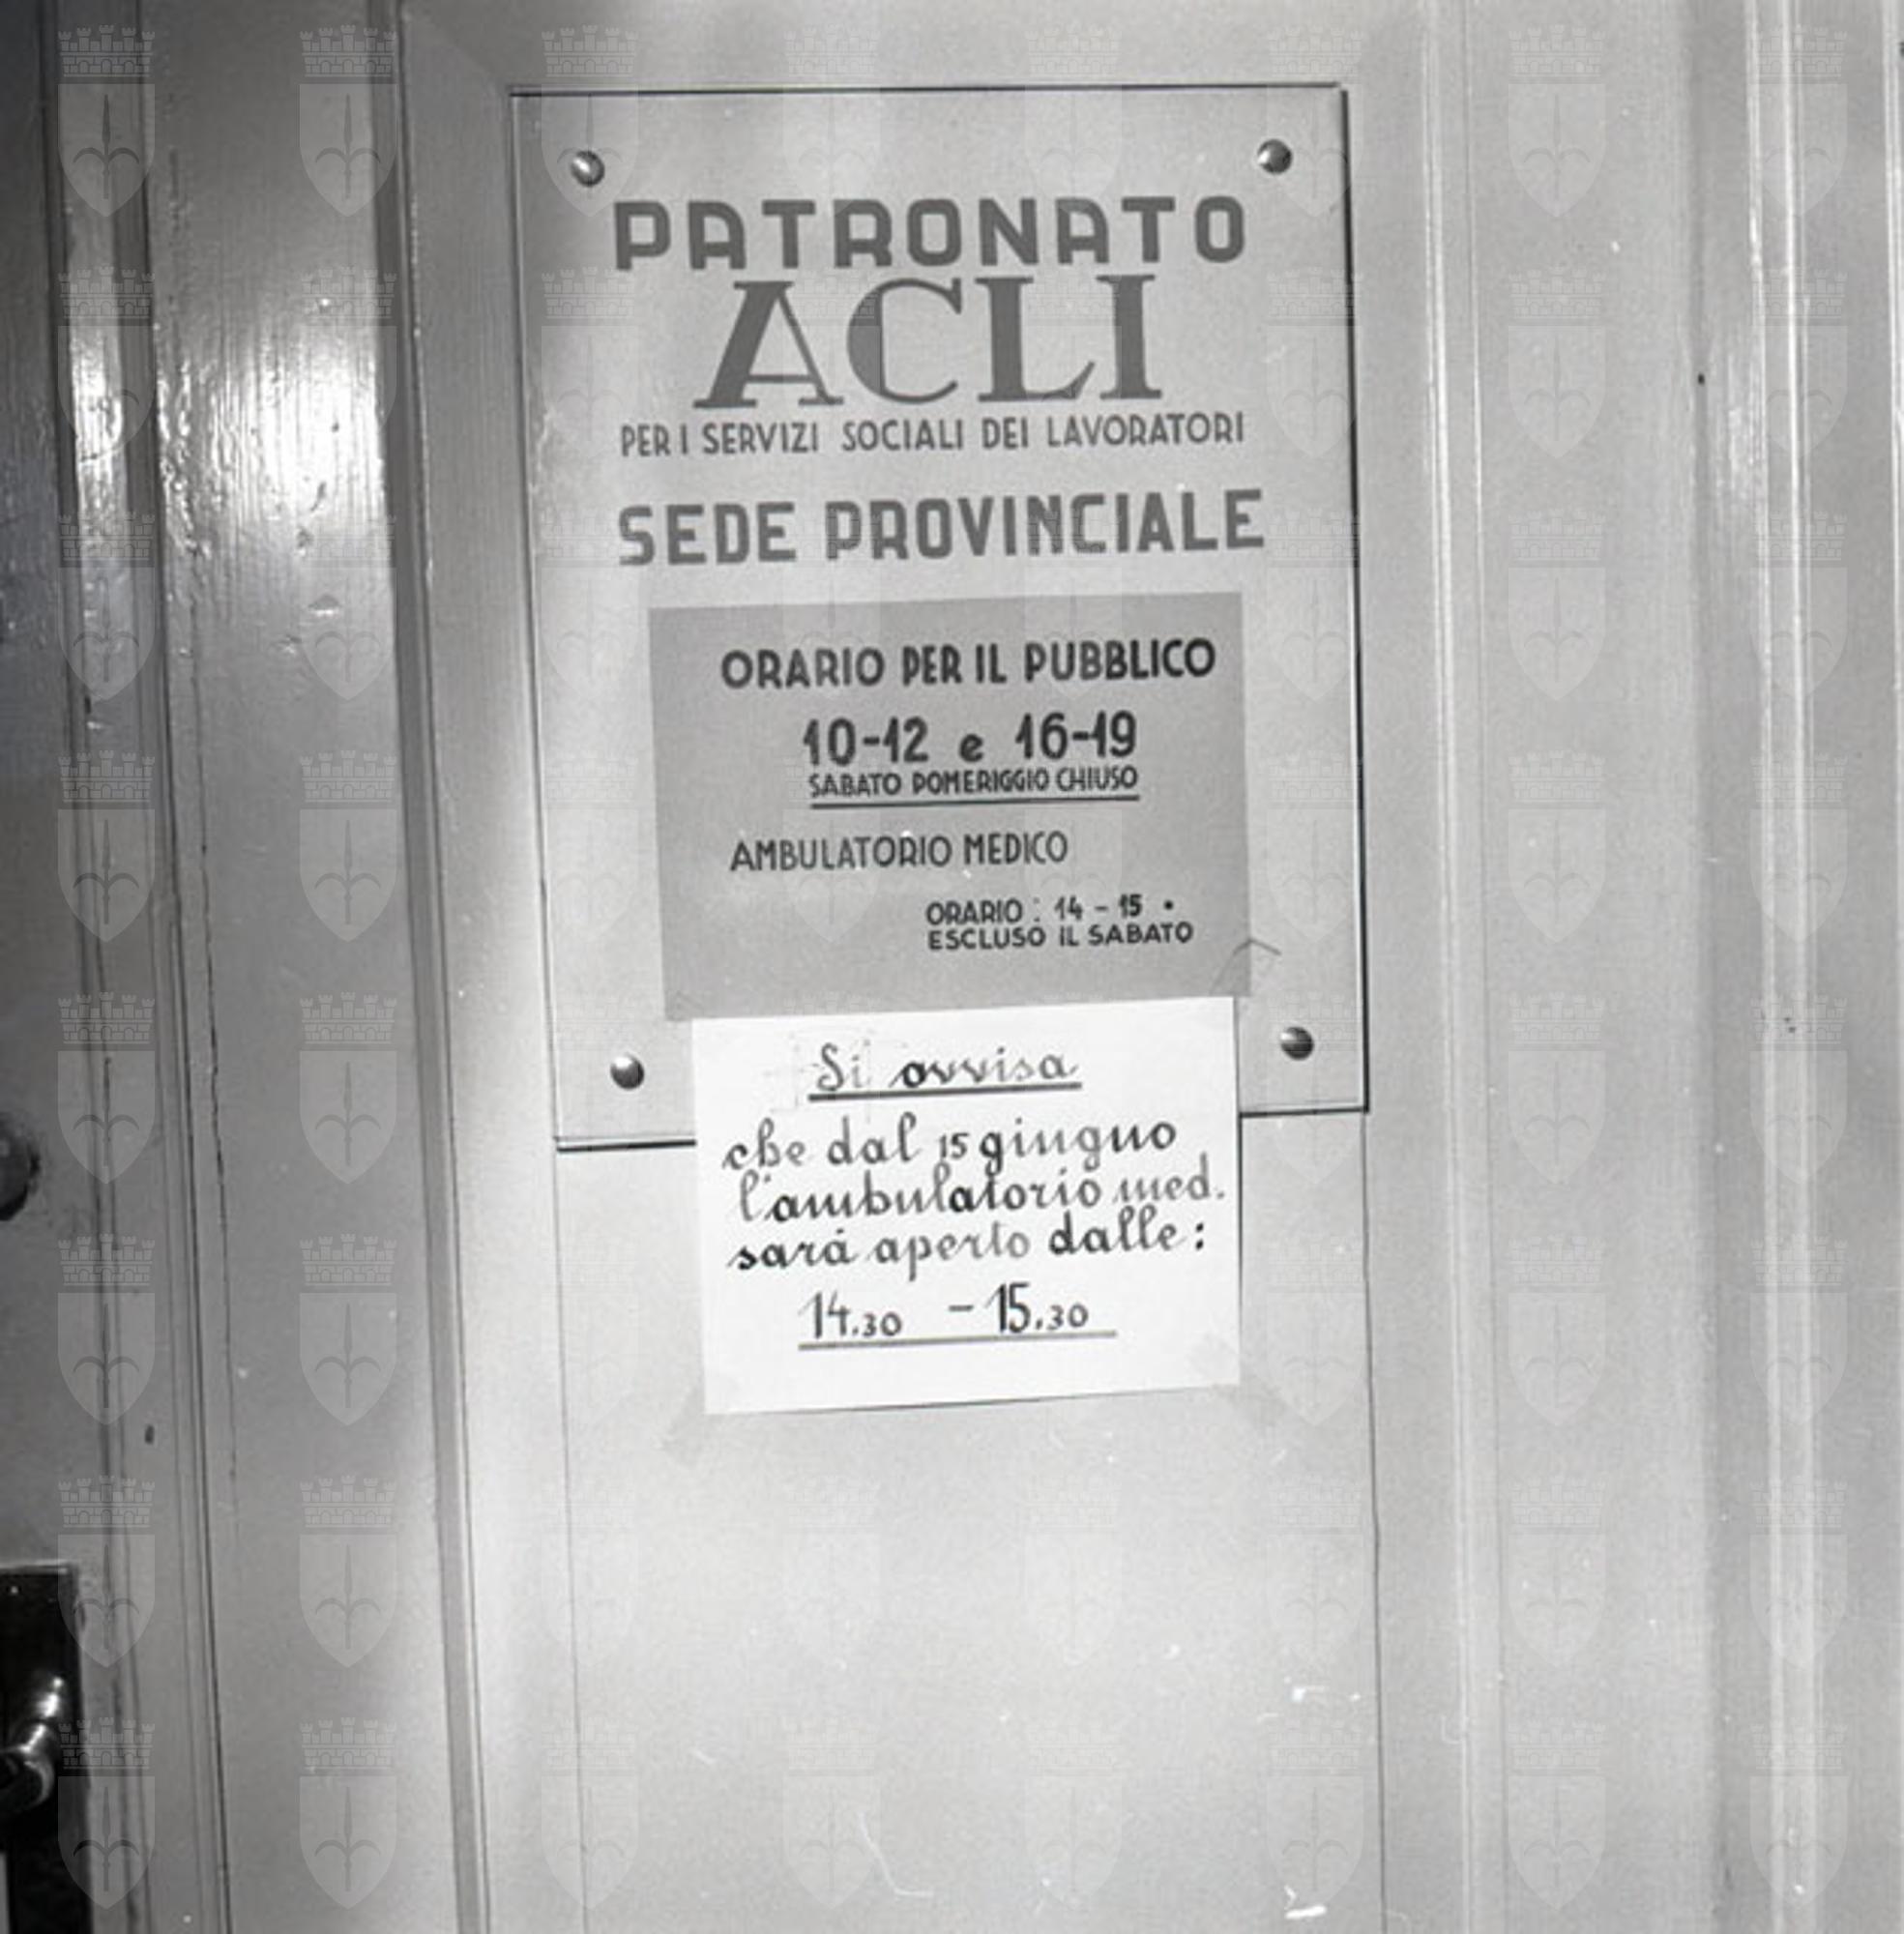 PATRONATO
ACLI
PER I SERVIZI SOCIALI DEI LAVORATORI
SEDE PROVINCIALE
ORARIO PER IL PUBBLICO
10-12 e 16-19
SABATO POMERIGGIO CHIUSO
AMBULATORIO MEDICO
ORARIO : 14 - 15 •
ESCLUSO IL SABATO
Si avvisa
che dal 15 giugno
l'ambulatorio med.
sarà aperto dalle :
14.30 - 15.30